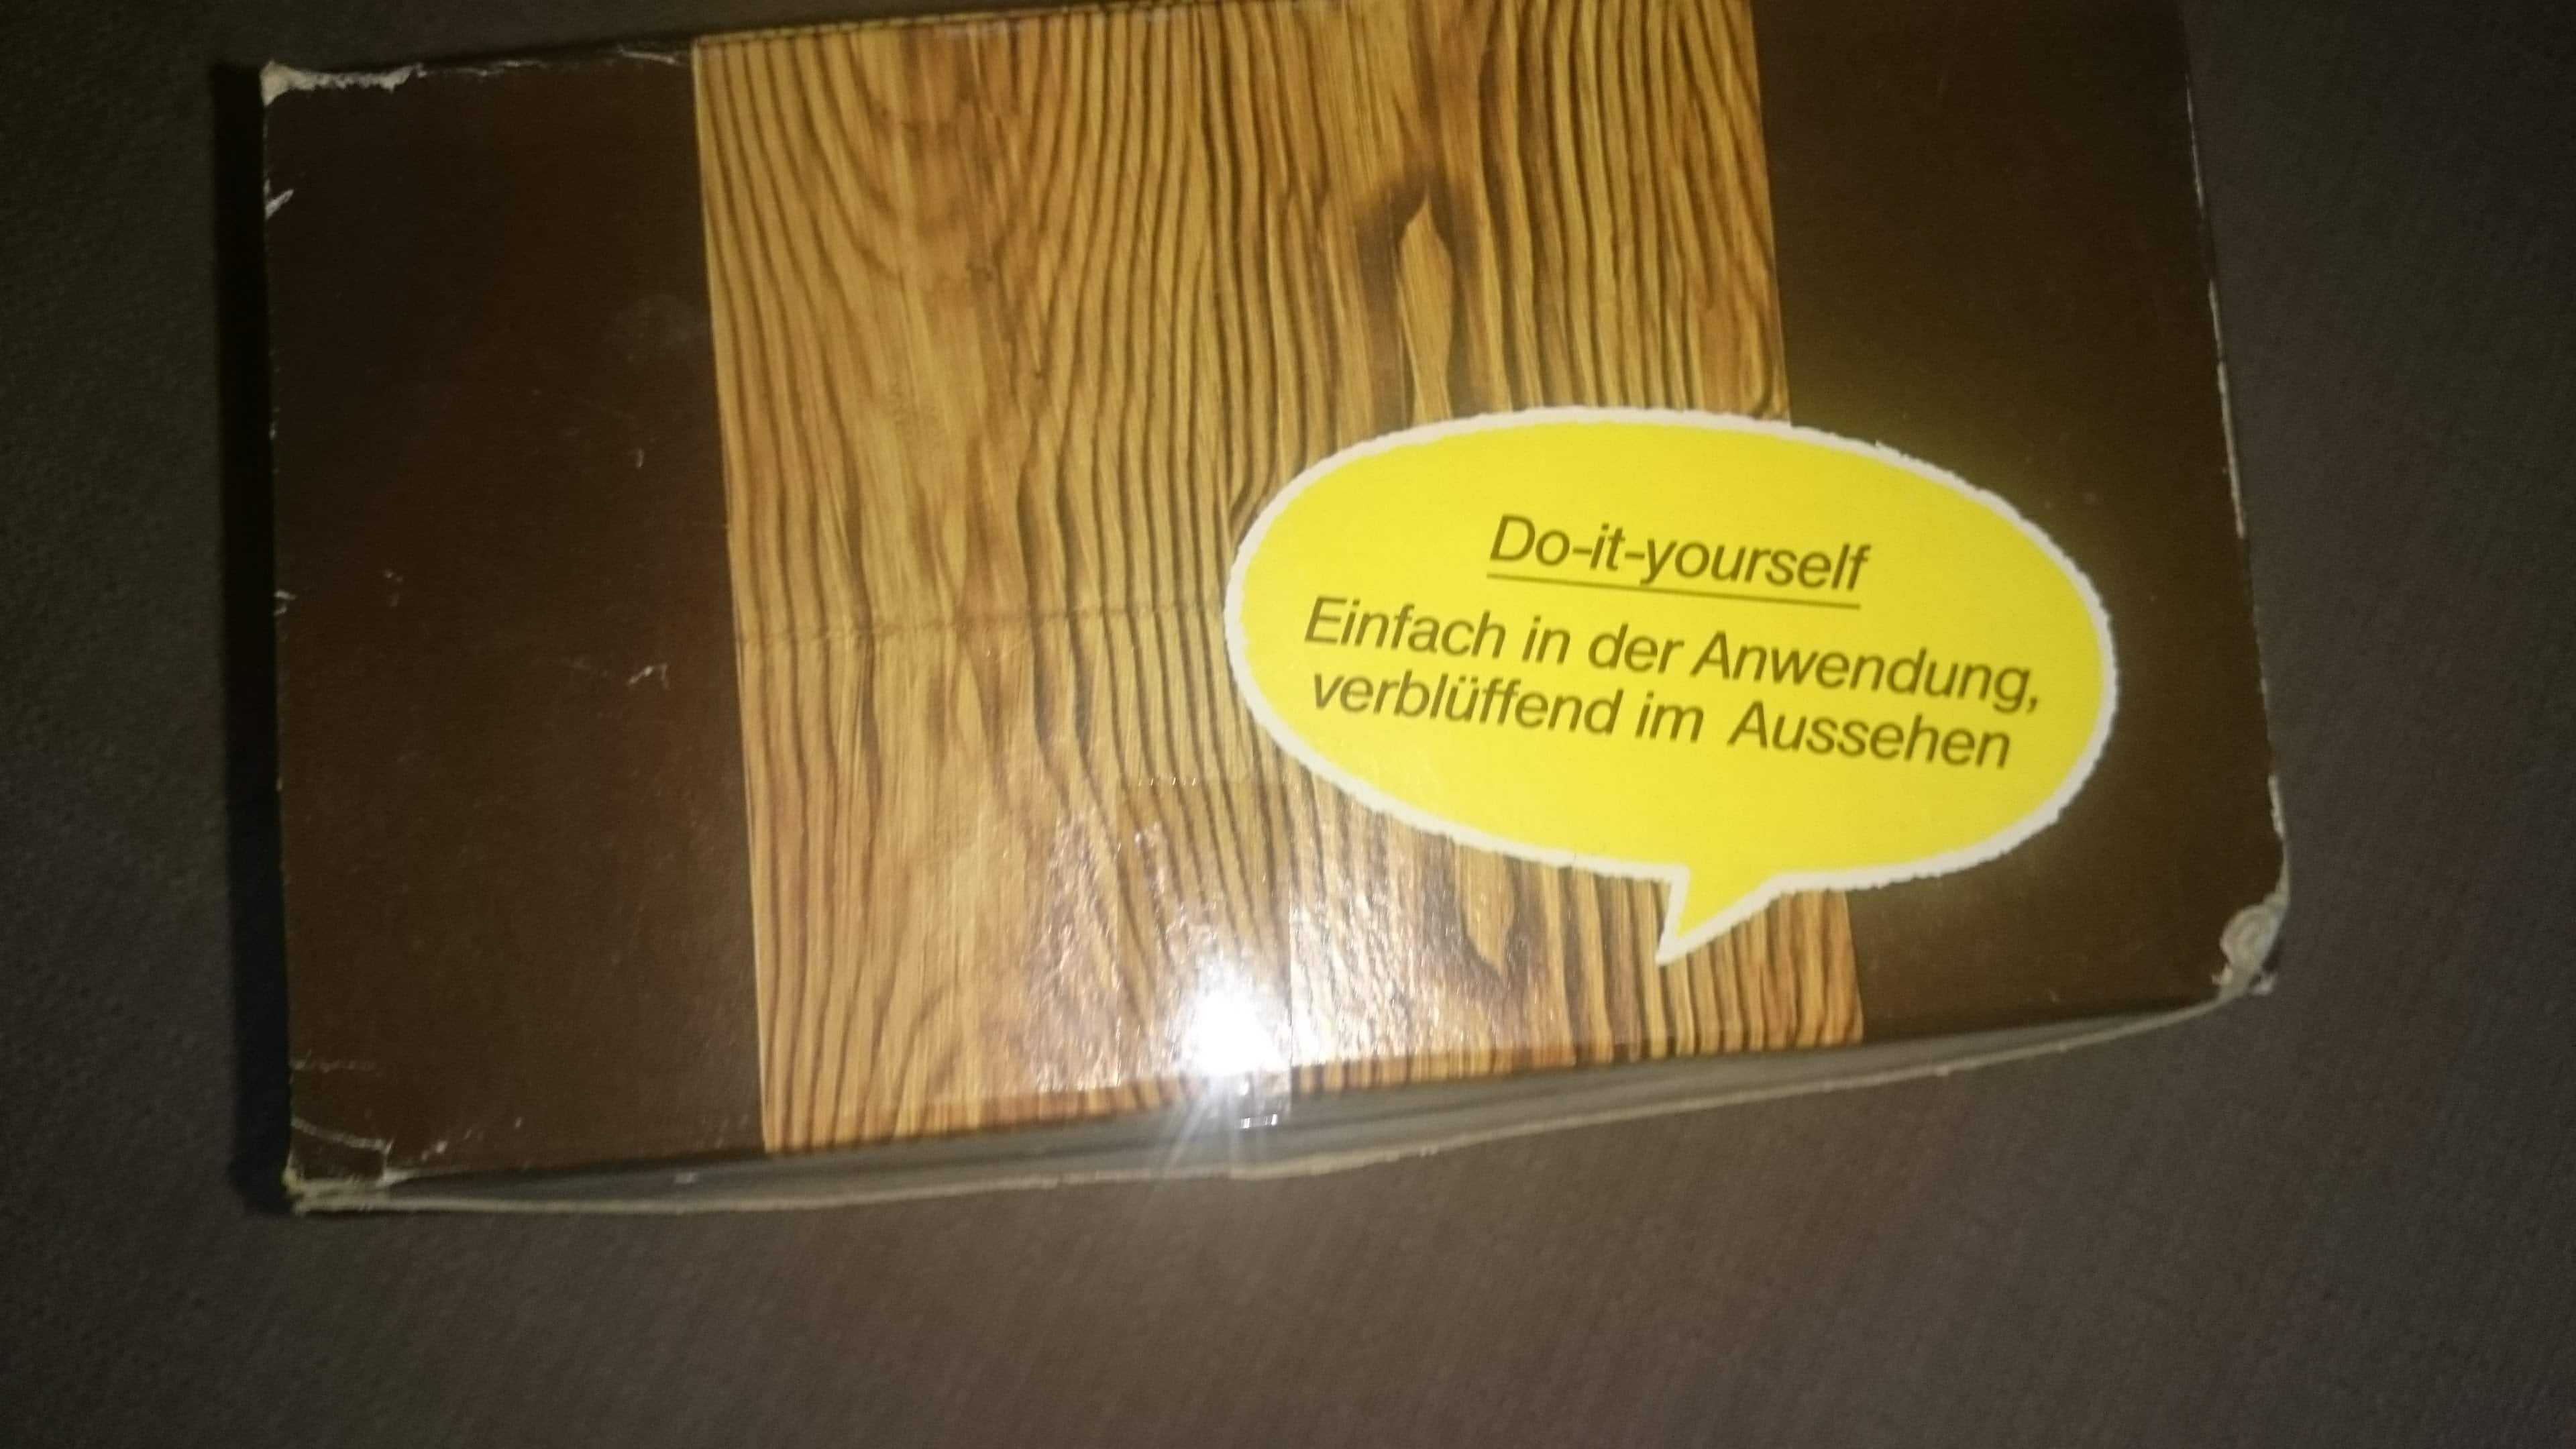 Do-it-yourself
Einfach in der Anwendung,
verblüffend im Aussehen